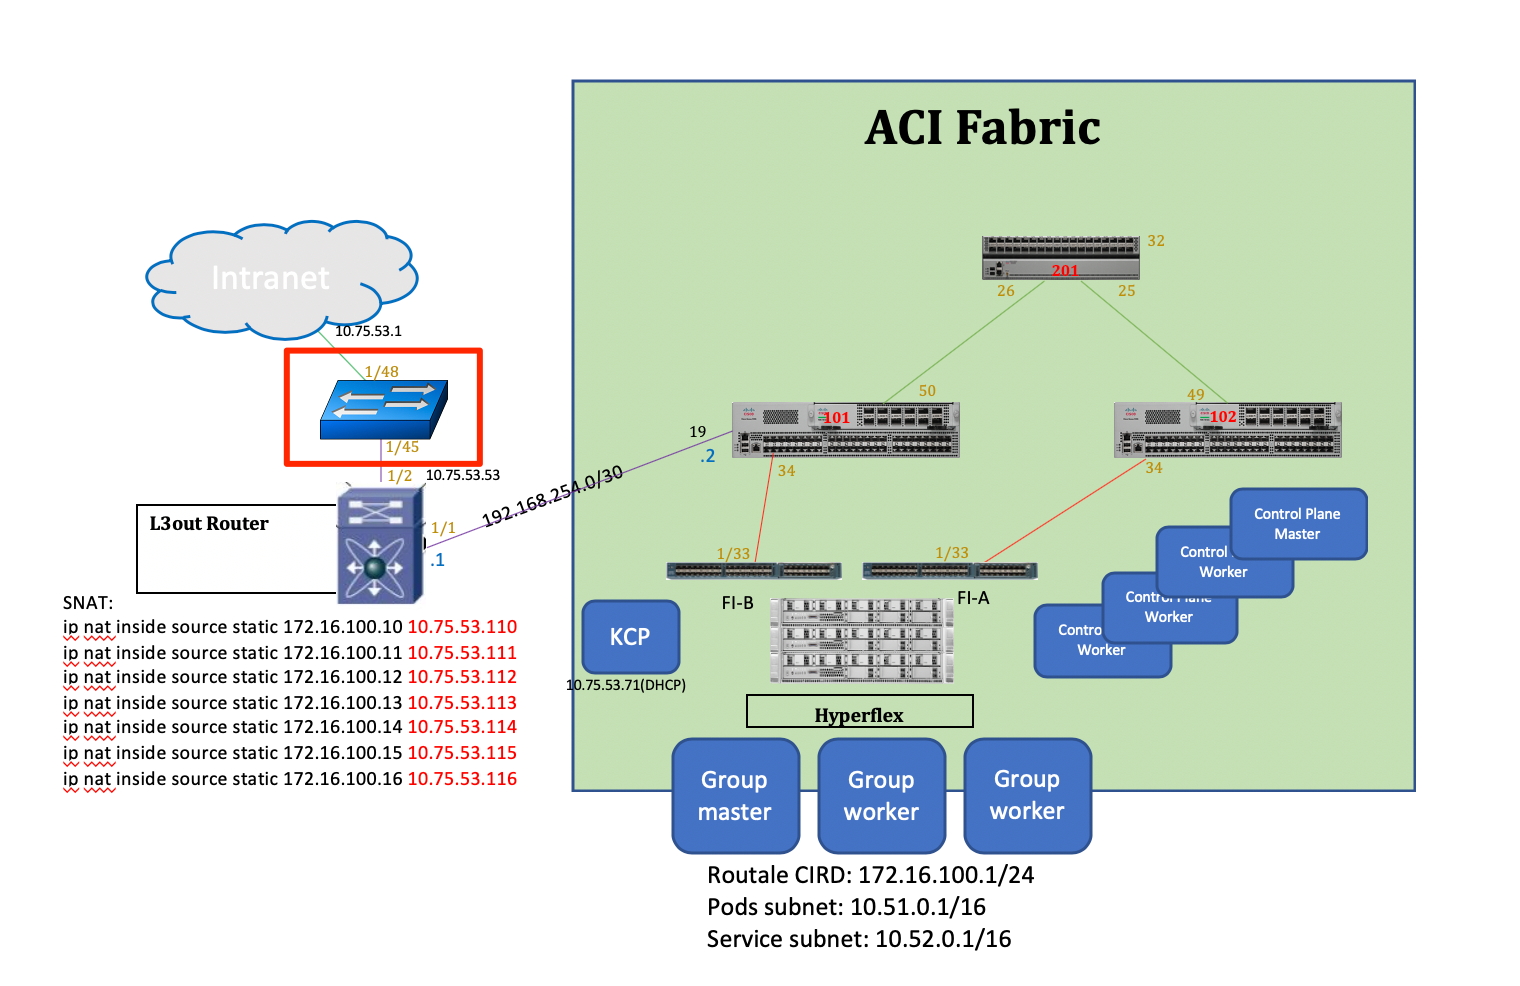 ACI Fabric
32
201
26
25
Intranet
10.75.53.1
1/48
1/45
50
49
101
102
19
.2
34
34
1/2
10.75.53.53
192.168.254.0/30
L3out Router
1/1
.1
1/33
1/33
FI-B
FI-A
Control Plane
Master
Control
Worker
Control Plane
Worker
Contro
Worker
KCP
10.75.53.71(DHCP)
Hyperflex
SNAT:
ip nat inside source static 172.16.100.10 10.75.53.110
ip nat inside source static 172.16.100.11 10.75.53.111
ip nat inside source static 172.16.100.12 10.75.53.112
ip nat inside source static 172.16.100.13 10.75.53.113
ip nat inside source static 172.16.100.14 10.75.53.114
ip nat inside source static 172.16.100.15 10.75.53.115
ip nat inside source static 172.16.100.16 10.75.53.116
Group
master
Group
worker
Group
worker
Routale CIRD: 172.16.100.1/24
Pods subnet: 10.51.0.1/16
Service subnet: 10.52.0.1/16